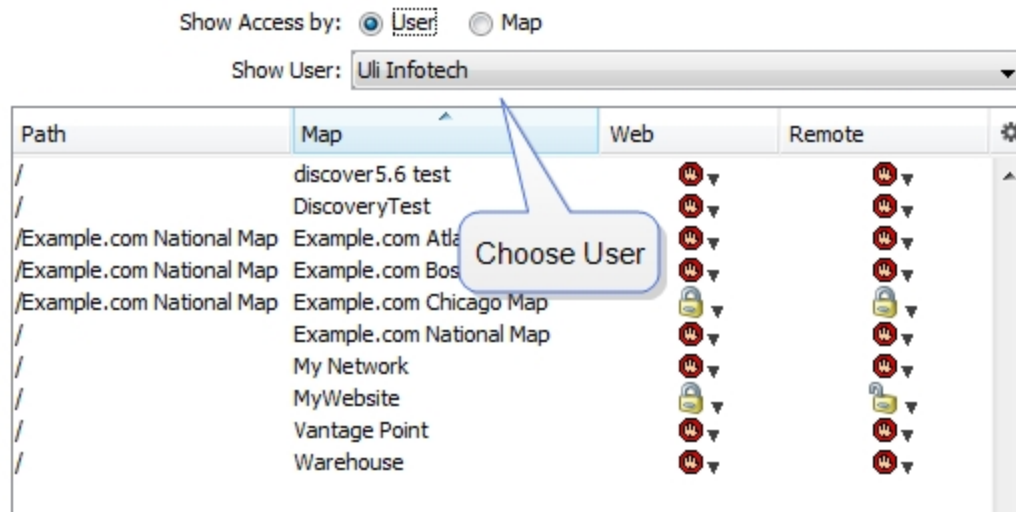 Show Access by: User Map
Show User: Uli Infotech
Path Map Web Remote
/ discover5.6 test
/ DiscoveryTest
/Example.com National Map Example.com
/Example.com National Map Example.com
Choose User
/Example.com National Map Example.com Chicago Map
/ Example.com National Map
/ My Network
/ MyWebsite
/ Vantage Point
/ Warehouse